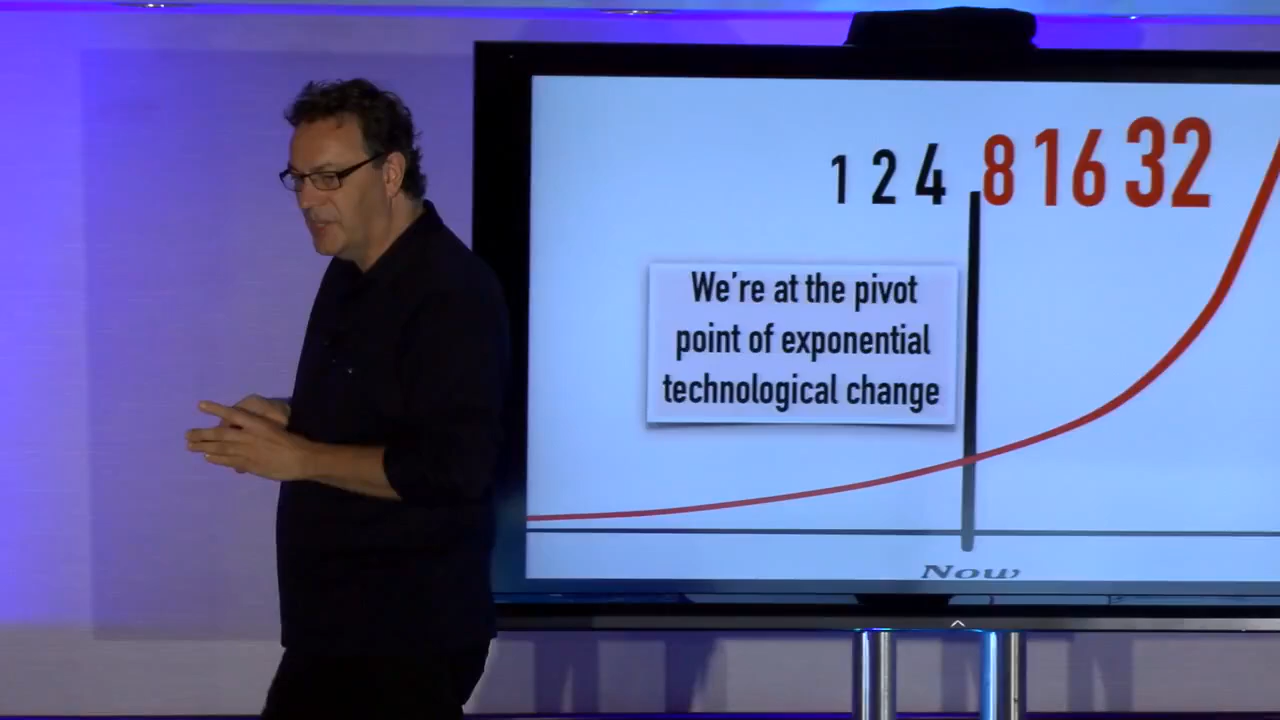 1 2 4 8 16 32
We're at the pivot
point of exponential
technological change
Now